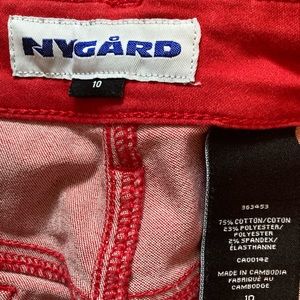 NYGÅRD
10
363453
75% COTTON/COTON
23% POLYESTER/
POLYESTER
2% SPANDEX/
ÉLASTHANNE
CA00142
MADE IN CAMBODIA
FABRIQUÉ AU
CAMBODGE
10